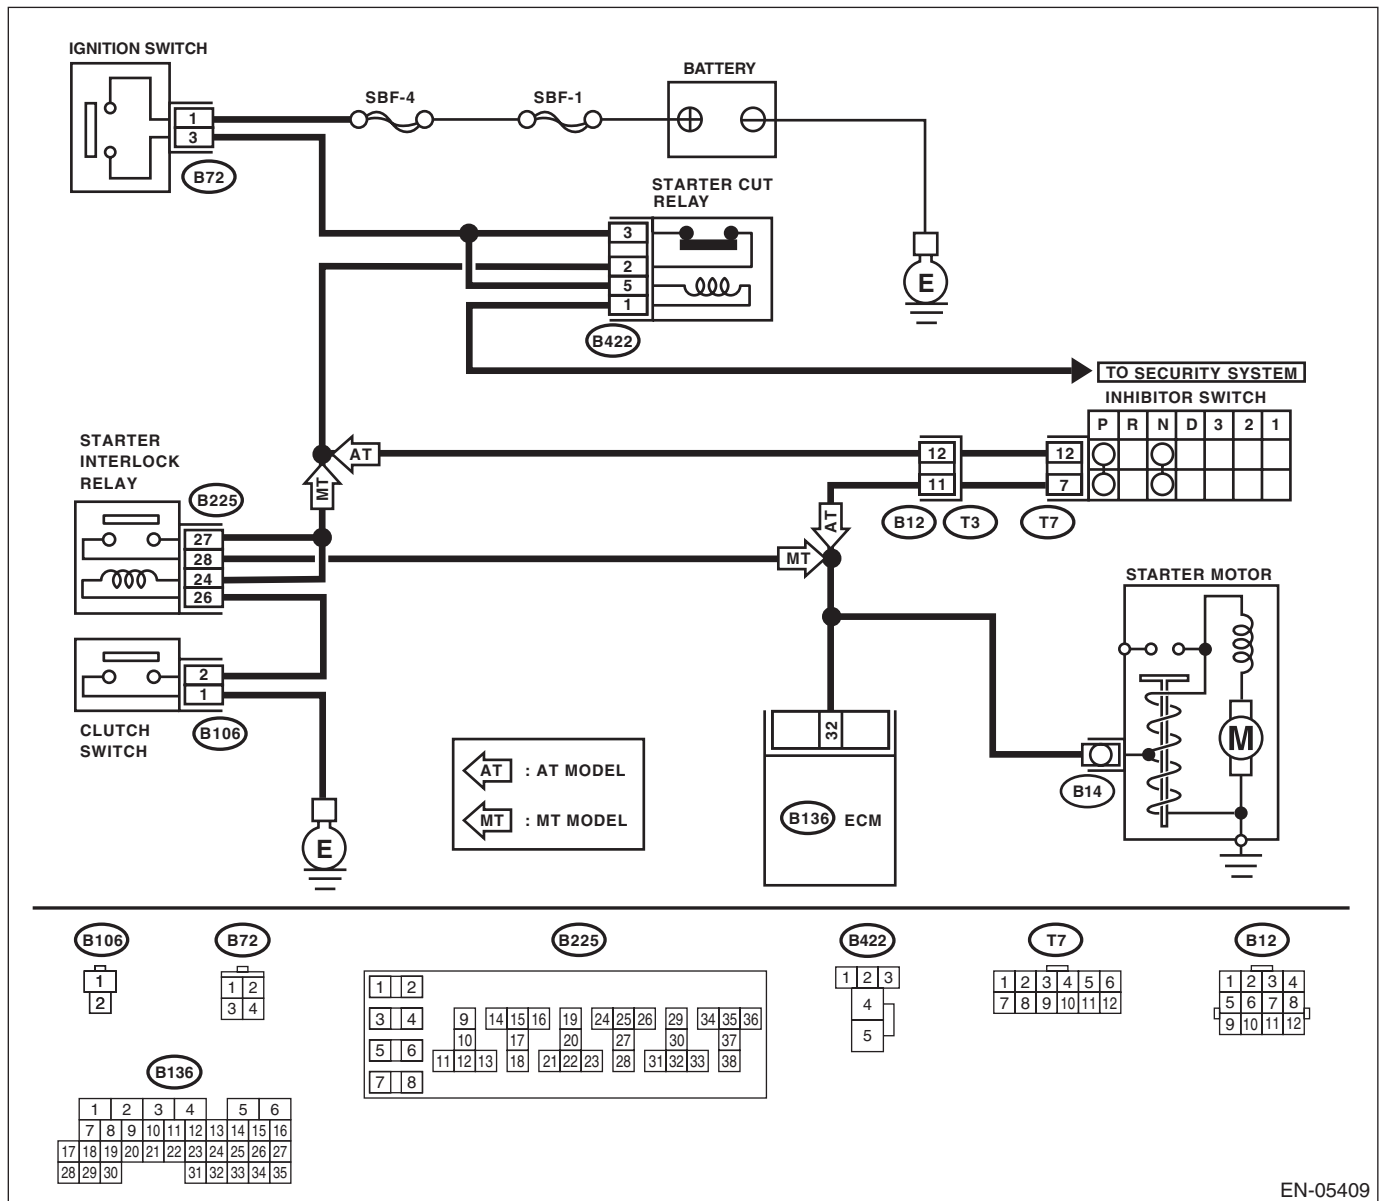 IGNITION SWITCH
1
3
B72
SBF-4
SBF-1
BATTERY
E
STARTER CUT
RELAY
3
2
5
1
B422
TO SECURITY SYSTEM
INHIBITOR SWITCH
P R N D 3 2 1
12
7
T7
12
11
B12
T3
AT
MT
AT
MT
STARTER
INTERLOCK
RELAY
B225
27
28
24
26
2
1
CLUTCH
SWITCH
B106
E
AT : AT MODEL
MT : MT MODEL
32
B136 ECM
STARTER MOTOR
M
B14
B106
1
2
B72
1 2
3 4
B225
1 2
3 4
5 6
7 8
9 14 15 16 19 24 25 26 29 34 35 36
10 17 20 27 30 37
11 12 13 18 21 22 23 28 31 32 33 38
B422
1 2 3
4
5
T7
1 2 3 4 5 6
7 8 9 10 11 12
B12
1 2 3 4
5 6 7 8
9 10 11 12
B136
1 2 3 4 5 6
7 8 9 10 11 12 13 14 15 16
17 18 19 20 21 22 23 24 25 26 27
28 29 30 31 32 33 34 35
EN-05409